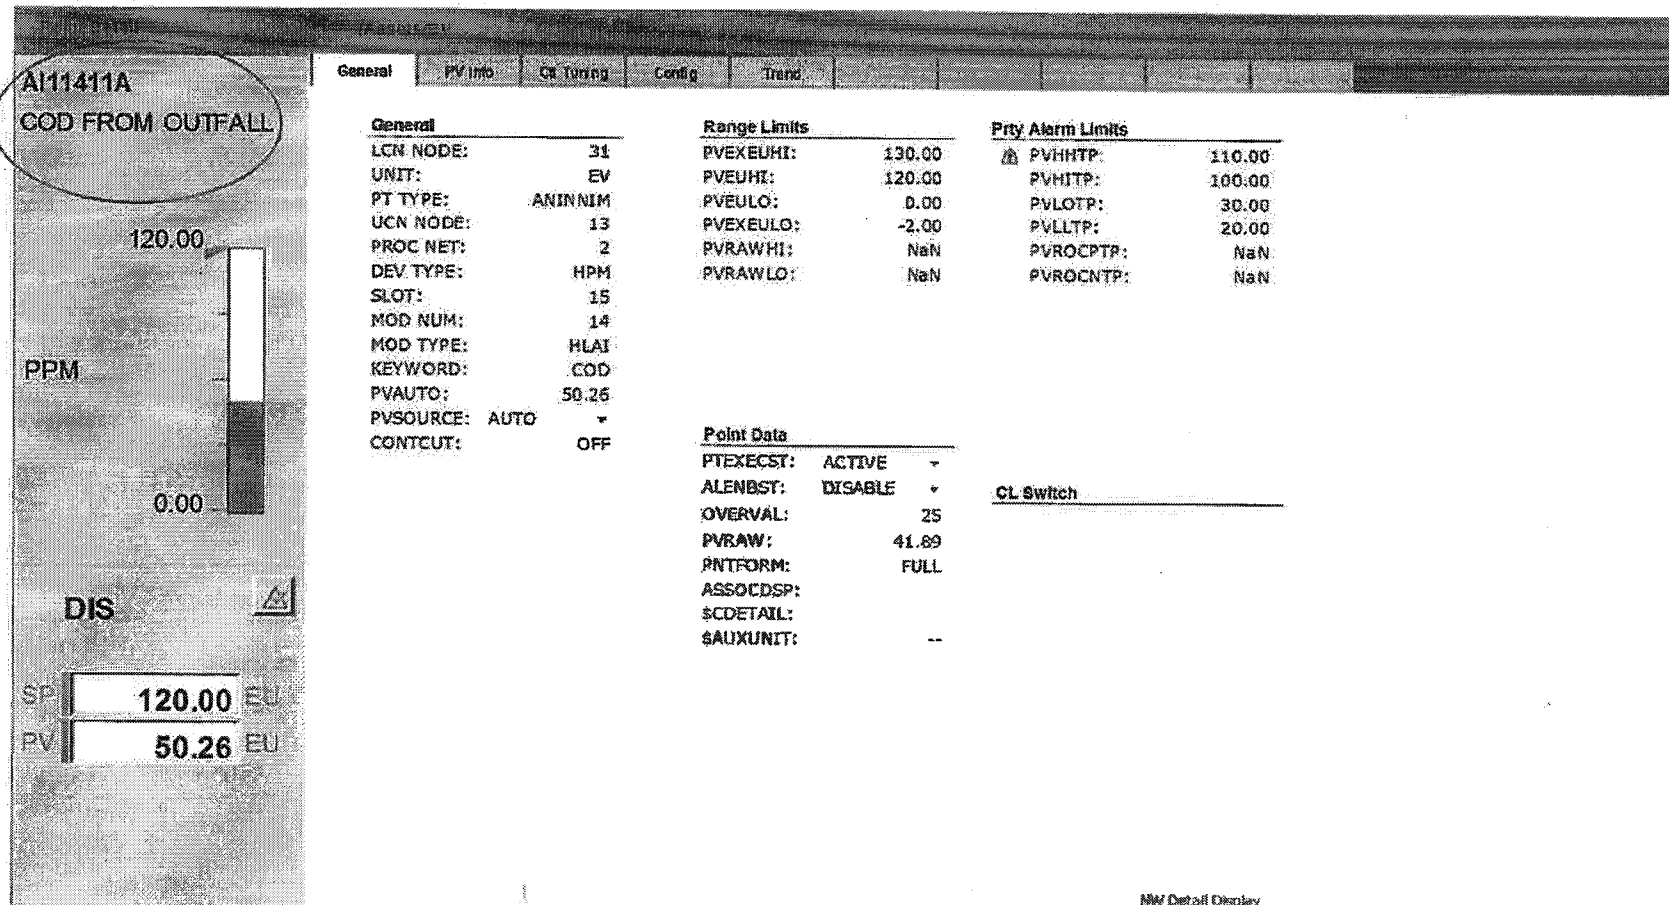 AI11411A
COD FROM OUTFALL
120.00
PPM
0.00
DIS
SP 120.00 EU
PV 50.26 EU
General PV Info Ctl Tuning Config Trend
General
LCN NODE: 31
UNIT: EV
PT TYPE: ANINNIM
UCN NODE: 13
PROC NET: 2
DEV TYPE: HPM
SLOT: 15
MOD NUM: 14
MOD TYPE: HLAI
KEYWORD: COD
PVAUTO: 50.26
PVSOURCE: AUTO
CONTCUT: OFF
Range Limits
PVEXEUHI: 130.00
PVEUHI: 120.00
PVEULO: 0.00
PVEXEULO: -2.00
PVRAWHI: NaN
PVRAWLO: NaN
Prty Alarm Limits
PVHHTP: 110.00
PVHITP: 100.00
PVLOTP: 30.00
PVLLTP: 20.00
PVROCPTP: NaN
PVROCNTP: NaN
Point Data
PTEXECST: ACTIVE
ALENBST: DISABLE
OVERVAL: 25
PVRAW: 41.89
PNTFORM: FULL
ASSOCDSP:
$CDETAIL:
$AUXUNIT: --
CL Switch
NW Detail Display